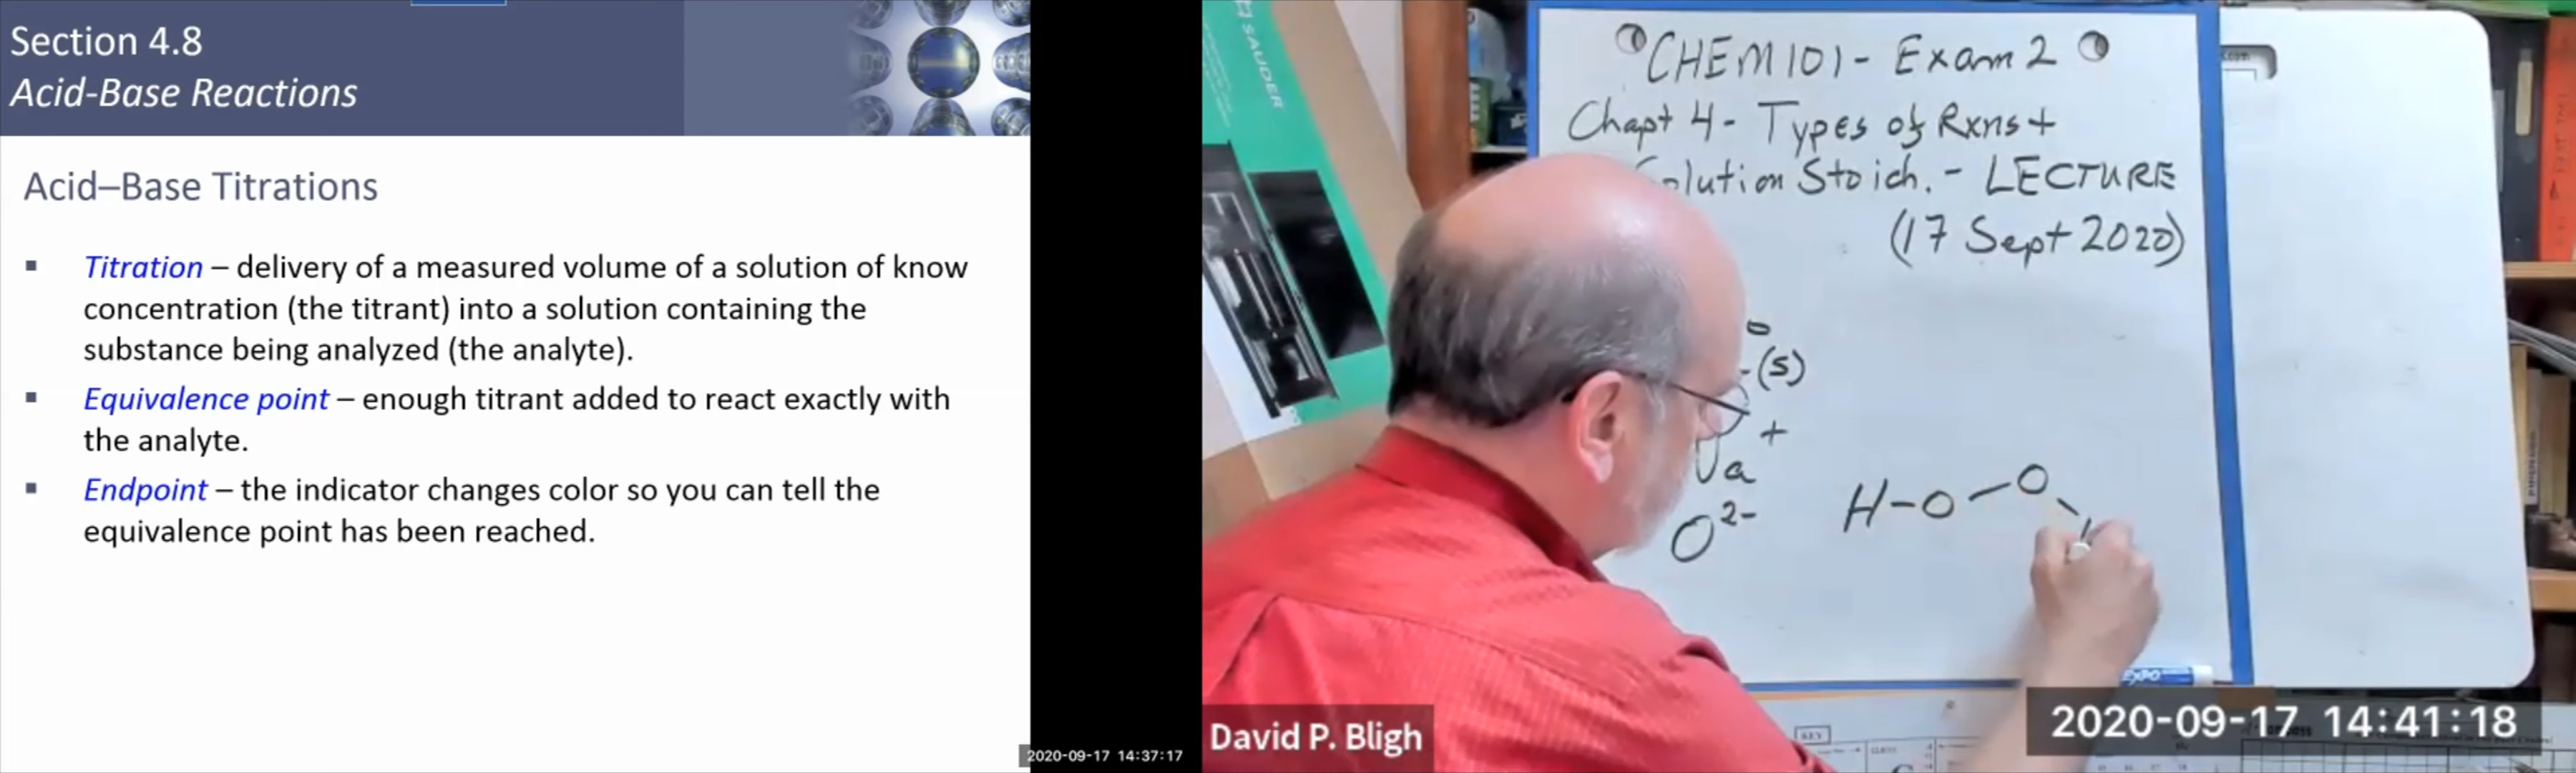 Section 4.8
Acid-Base Reactions
Acid–Base Titrations
▪ Titration – delivery of a measured volume of a solution of know
concentration (the titrant) into a solution containing the
substance being analyzed (the analyte).
▪ Equivalence point – enough titrant added to react exactly with
the analyte.
▪ Endpoint – the indicator changes color so you can tell the
equivalence point has been reached.
2020-09-17 14:37:17
SAUDER
CHEM 101 - Exam 2
Chapt 4 - Types of Rxns +
Solution Stoich. - LECTURE
(17 Sept 2020)
(s)
+
a
O2-
H-O-O
EXPO
KEY
David P. Bligh
2020-09-17 14:41:18